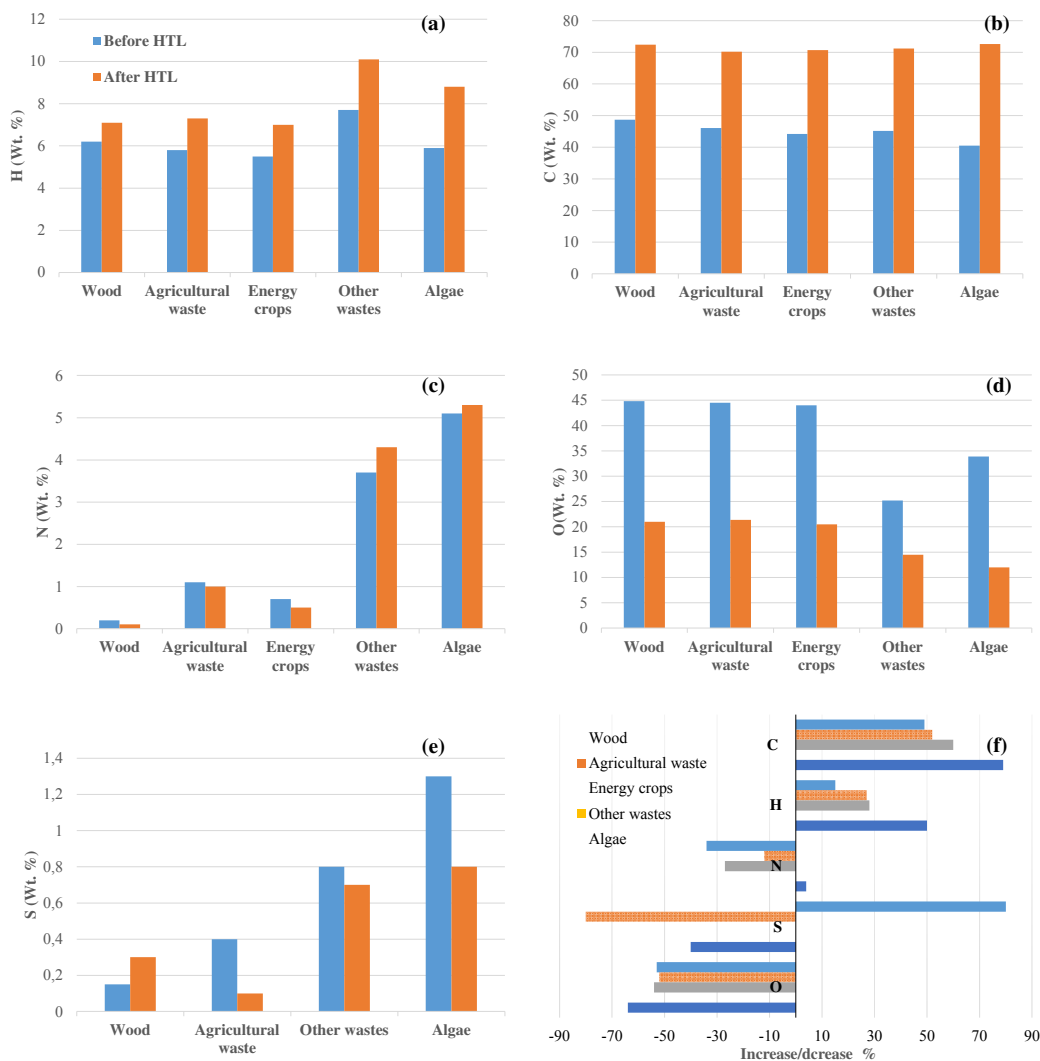 (a)
Before HTL
After HTL
H (Wt. %)
12
10
8
6
4
2
0
Wood
Agricultural
waste
Energy
crops
Other
wastes
Algae
(b)
C (Wt. %)
80
70
60
50
40
30
20
10
0
Wood
Agricultural
waste
Energy
crops
Other
wastes
Algae
(c)
N (Wt. %)
6
5
4
3
2
1
0
Wood
Agricultural
waste
Energy
crops
Other
wastes
Algae
(d)
O(Wt. %)
50
45
40
35
30
25
20
15
10
5
0
Wood
Agricultural
waste
Energy
crops
Other
wastes
Algae
(e)
S (Wt. %)
1,4
1,2
1
0,8
0,6
0,4
0,2
0
Wood
Agricultural
waste
Other wastes
Algae
(f)
Wood
Agricultural waste
Energy crops
Other wastes
Algae
C
H
N
S
O
-90 -70 -50 -30 -10 10 30 50 70 90
Increase/dcrease %